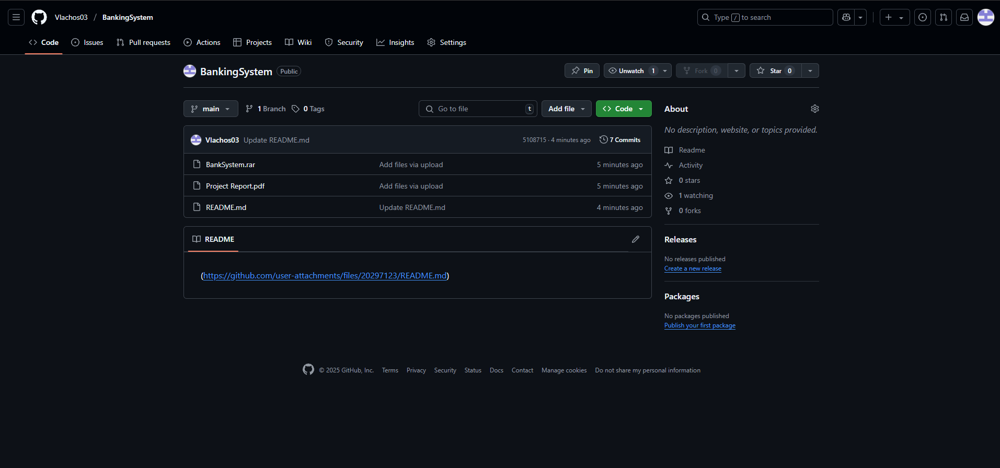 Vlachos03 / BankingSystem
Type / to search
Code Issues Pull requests Actions Projects Wiki Security Insights Settings
BankingSystem Public
Pin Unwatch 1 Fork 0 Star 0
main 1 Branch 0 Tags
Go to file t Add file Code
Vlachos03 Update README.md 5108715 · 4 minutes ago 7 Commits
BankSystem.rar Add files via upload 5 minutes ago
Project Report.pdf Add files via upload 5 minutes ago
README.md Update README.md 4 minutes ago
README
(https://github.com/user-attachments/files/20297123/README.md)
About
No description, website, or topics provided.
Readme
Activity
0 stars
1 watching
0 forks
Releases
No releases published
Create a new release
Packages
No packages published
Publish your first package
© 2025 GitHub, Inc. Terms Privacy Security Status Docs Contact Manage cookies Do not share my personal information